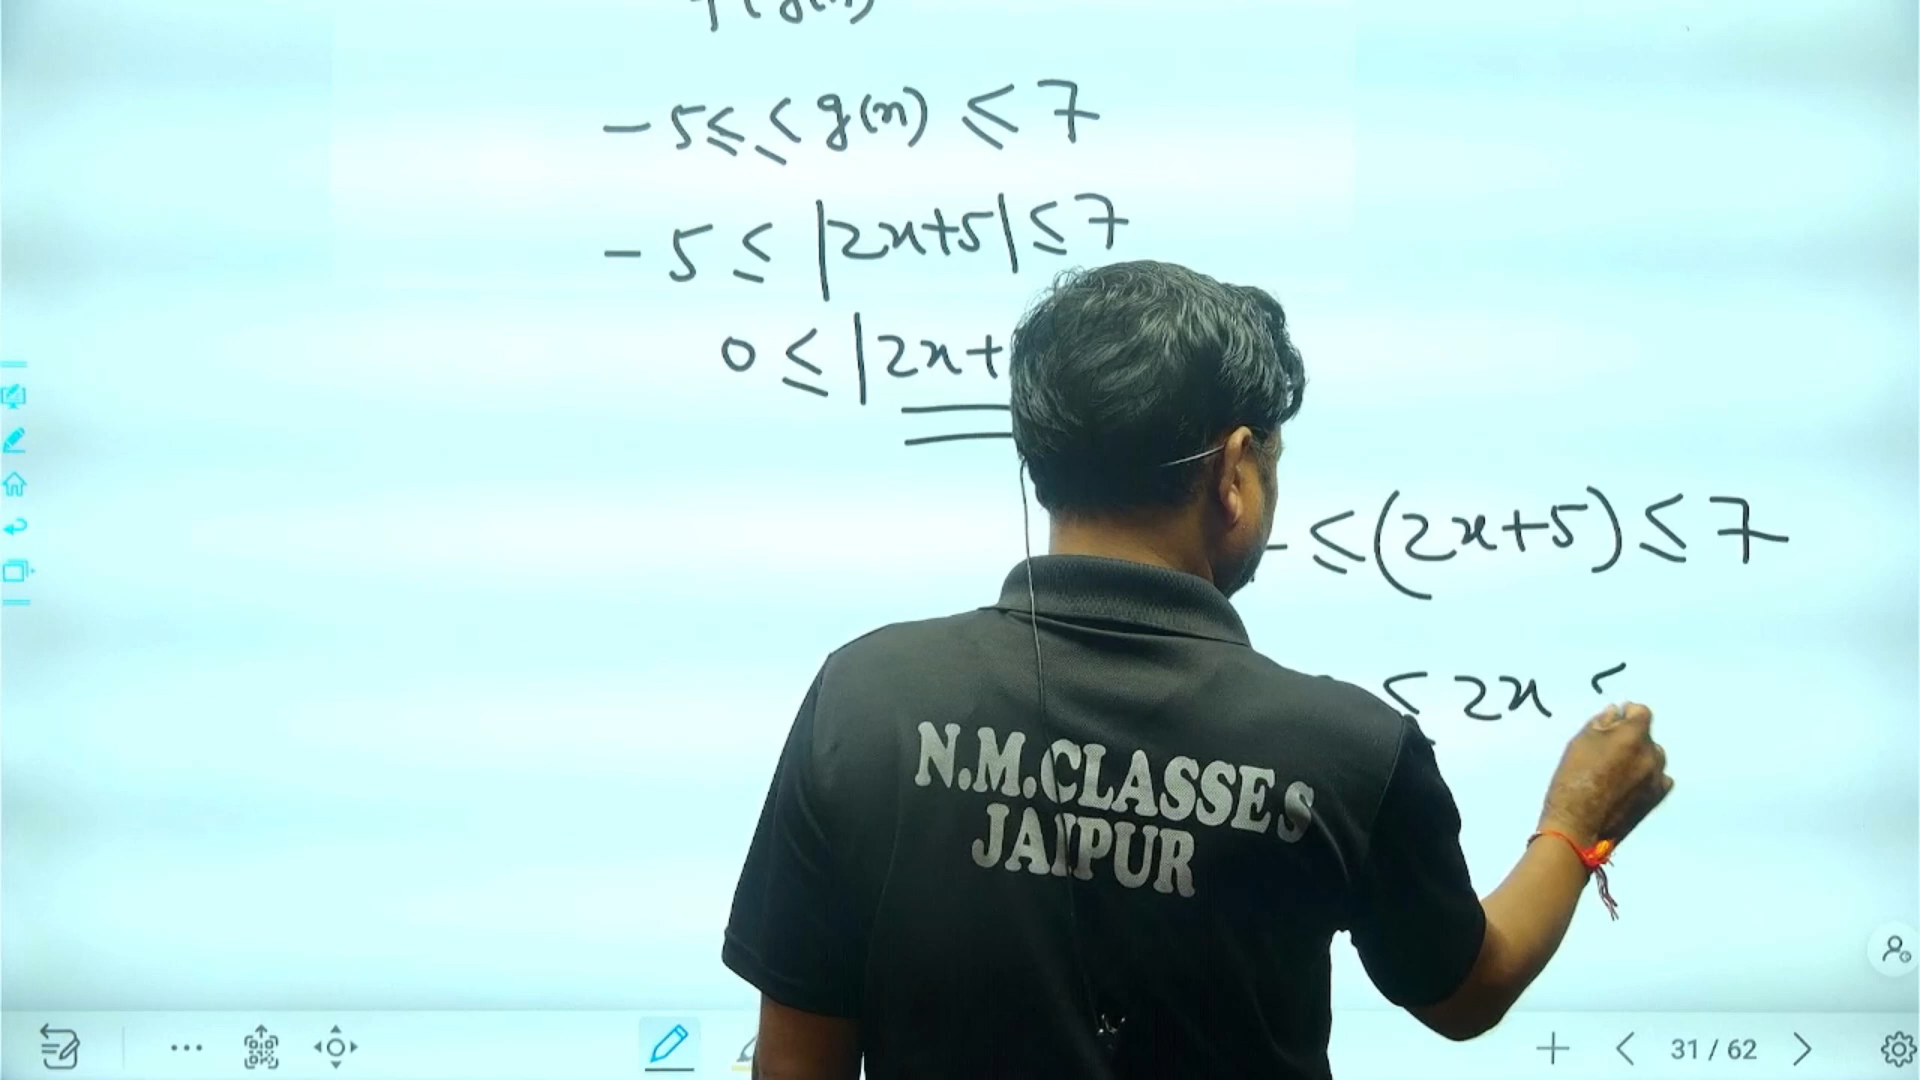 -5≤ ≤ g(x) ≤ 7
-5 ≤ |2x+5| ≤ 7
0 ≤ |2x+
≤ (2x+5) ≤ 7
≤ 2x ≤
N.M.CLASSES
JAIPUR
31 / 62